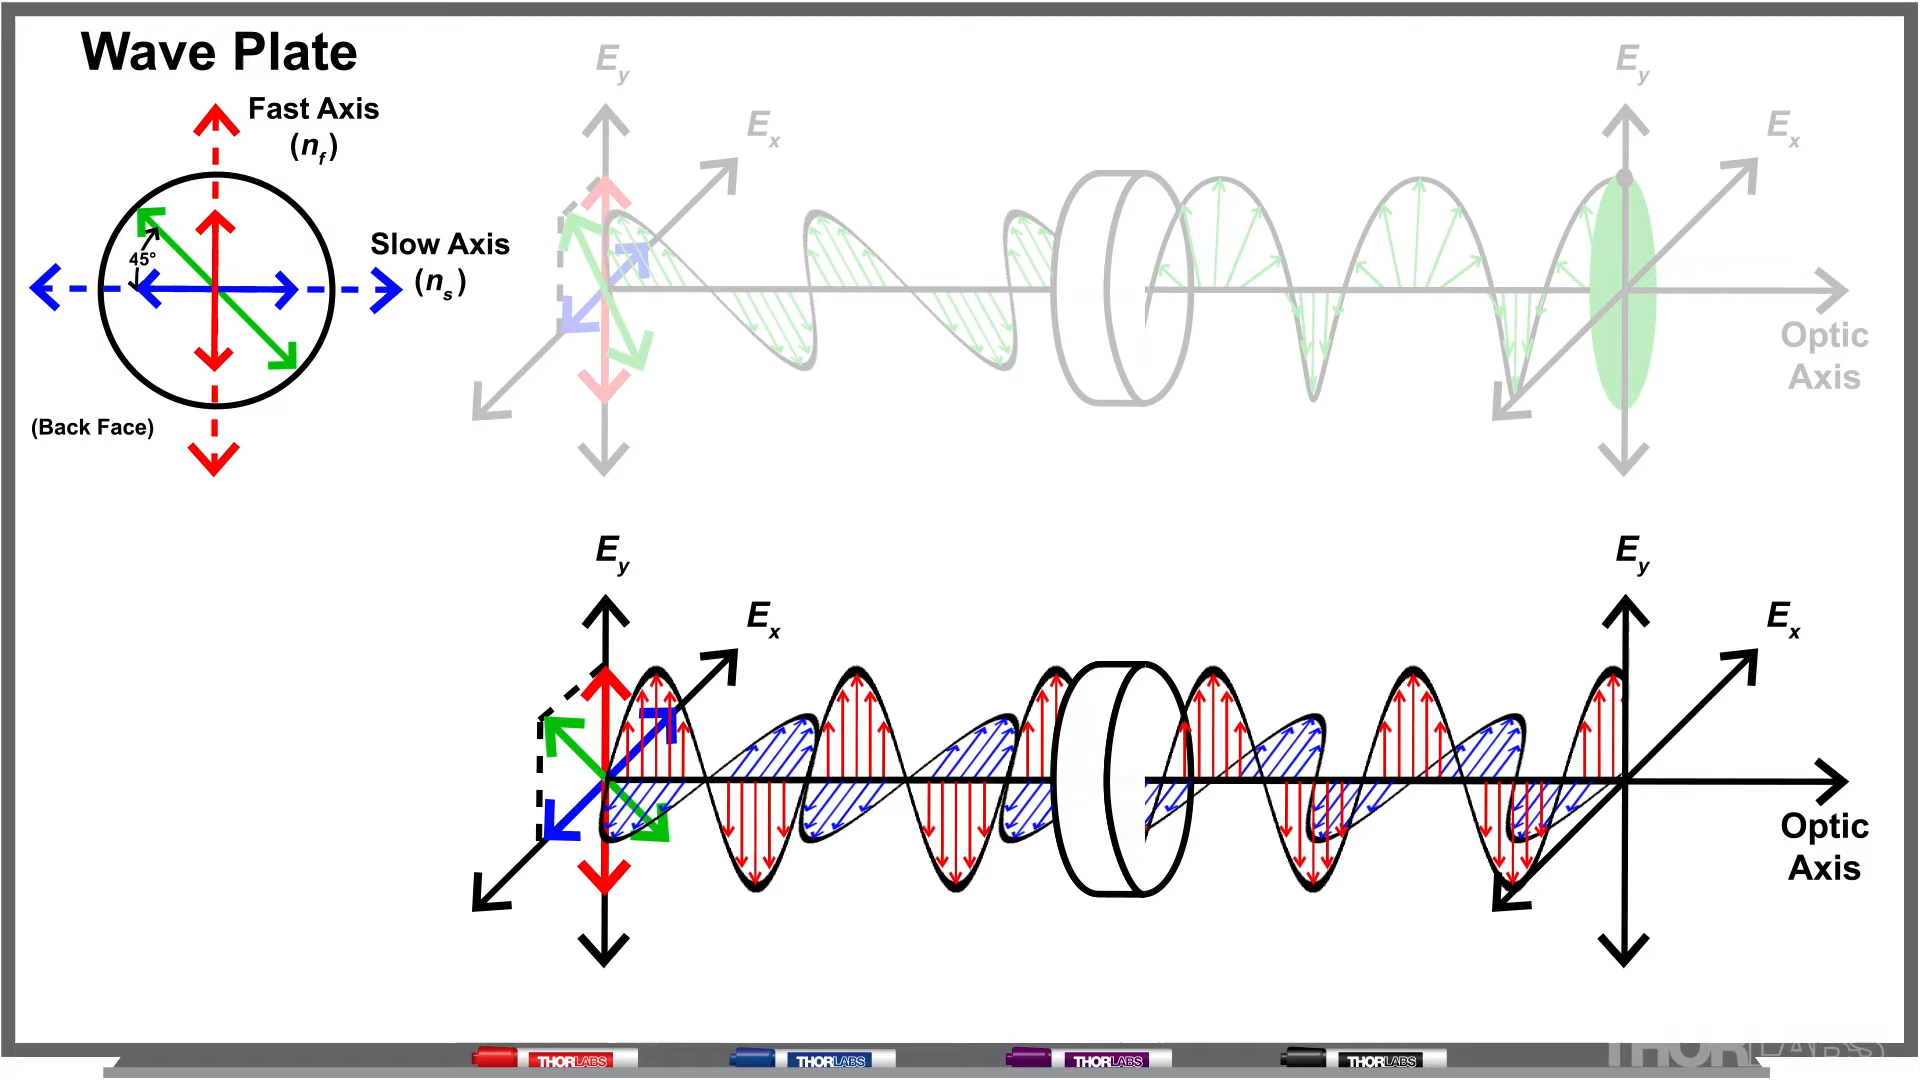 Wave Plate
Fast Axis
(nf)
45°
Slow Axis
(ns)
(Back Face)
Ey
Ex
Ey
Ex
Optic
Axis
Ey
Ex
Ey
Ex
Optic
Axis
THORLABS
THORLABS
THORLABS
THORLABS
THORLABS